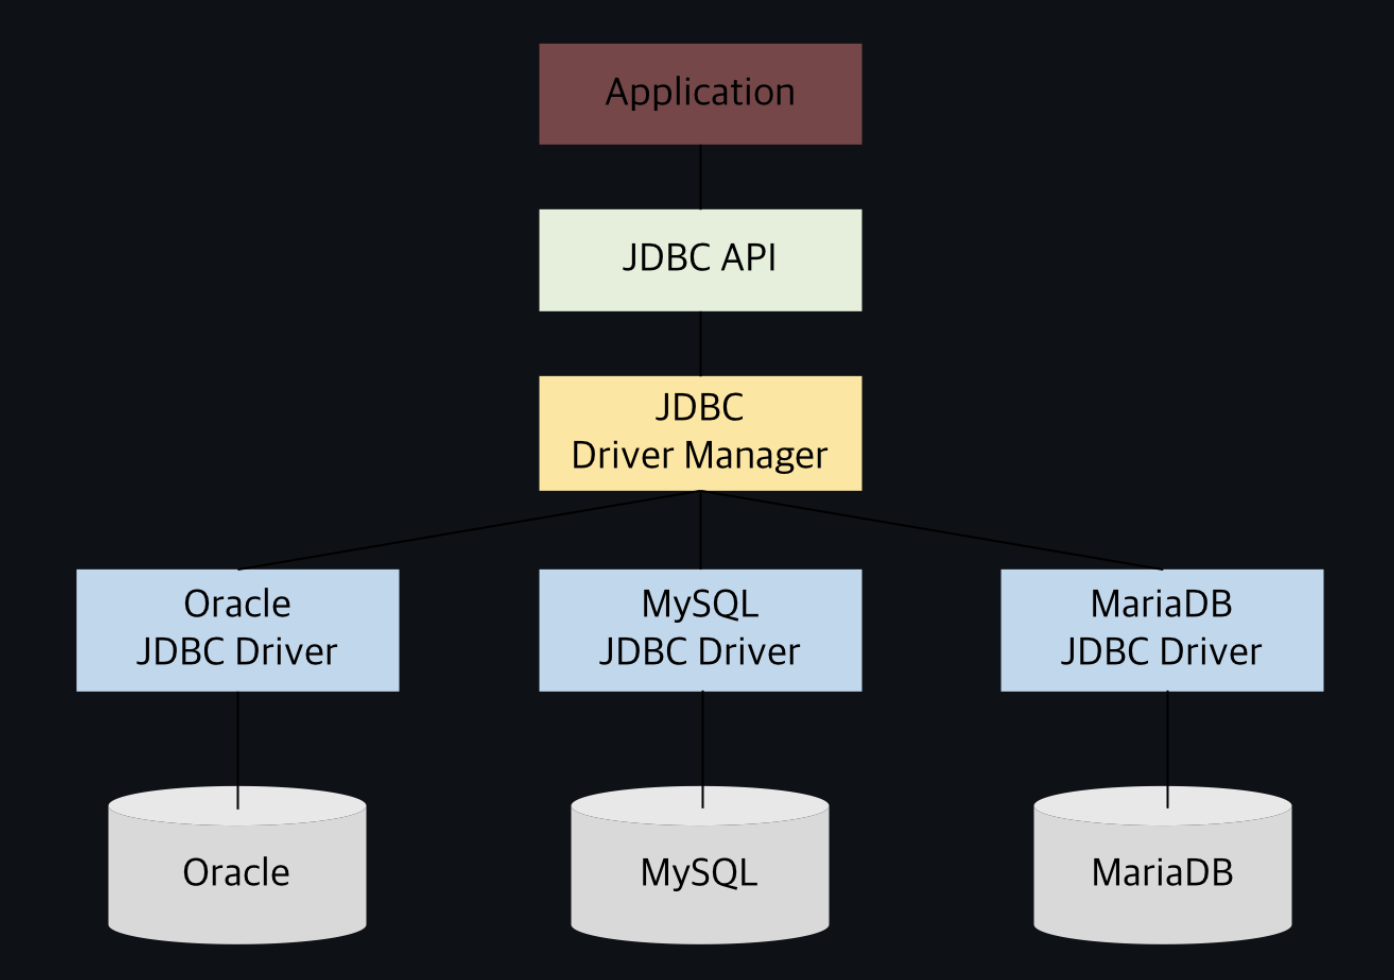 Application
JDBC API
JDBC
Driver Manager
Oracle
JDBC Driver
MySQL
JDBC Driver
MariaDB
JDBC Driver
Oracle
MySQL
MariaDB